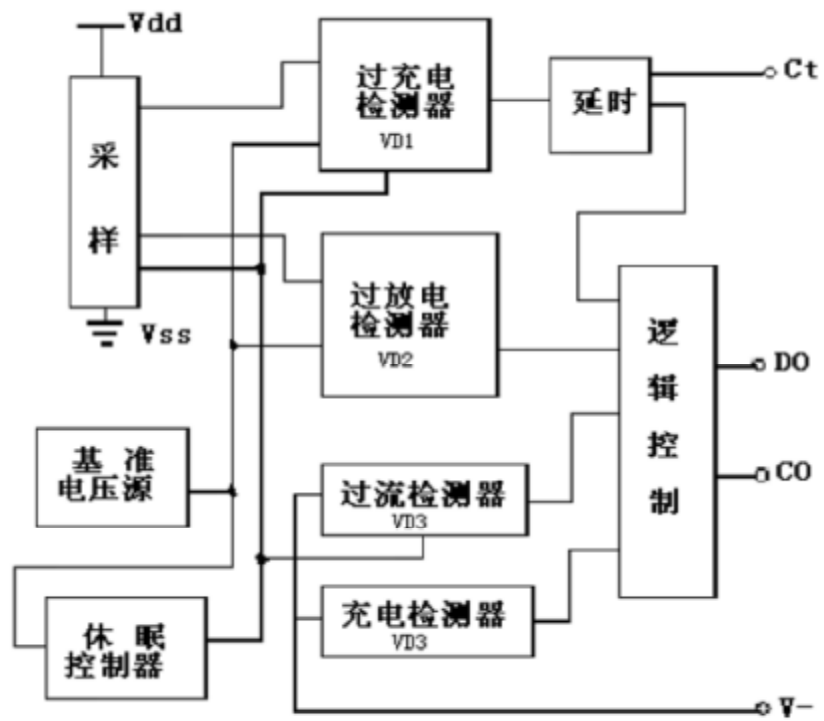 Vdd
过充电
检测器
VD1
延时
Ct
采
样
Vss
过放电
检测器
VD2
逻
辑
控
制
DO
CO
基 准
电压源
过流检测器
VD3
休 眠
控制器
充电检测器
VD3
V-